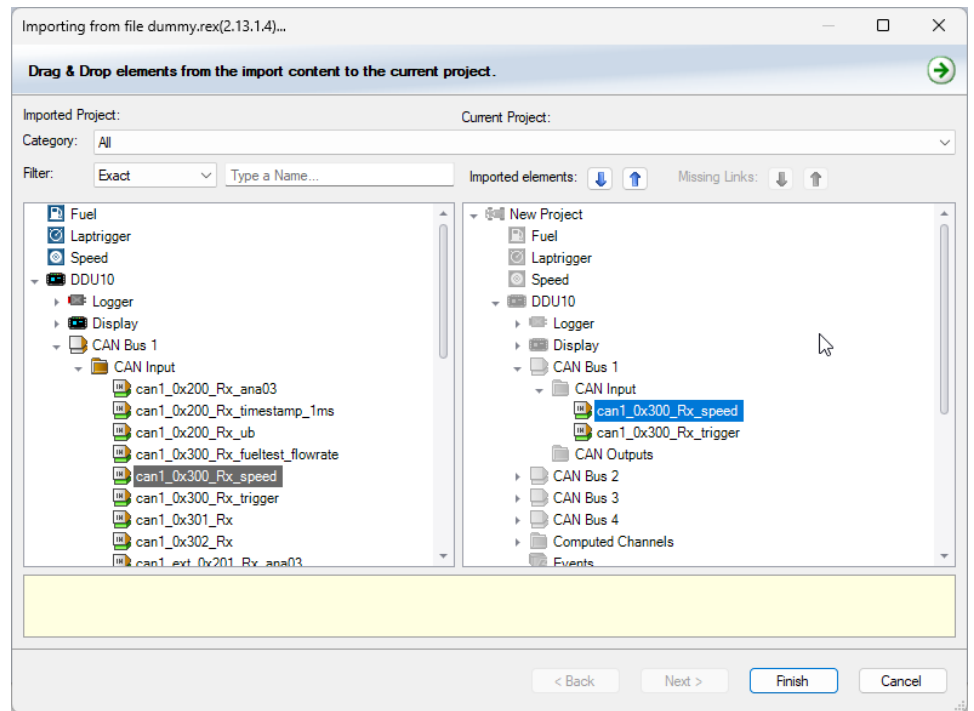 Importing from file dummy.rex(2.13.1.4)...
Drag & Drop elements from the import content to the current project.
Imported Project:
Current Project:
Category: All
Filter: Exact Type a Name...
Imported elements: Missing Links:
Fuel
Laptrigger
Speed
DDU10
Logger
Display
CAN Bus 1
CAN Input
can1_0x200_Rx_ana03
can1_0x200_Rx_timestamp_1ms
can1_0x200_Rx_ub
can1_0x300_Rx_fueltest_flowrate
can1_0x300_Rx_speed
can1_0x300_Rx_trigger
can1_0x301_Rx
can1_0x302_Rx
can1_ext_0x201_Rx_ana03
New Project
Fuel
Laptrigger
Speed
DDU10
Logger
Display
CAN Bus 1
CAN Input
can1_0x300_Rx_speed
can1_0x300_Rx_trigger
CAN Outputs
CAN Bus 2
CAN Bus 3
CAN Bus 4
Computed Channels
Events
< Back Next > Finish Cancel